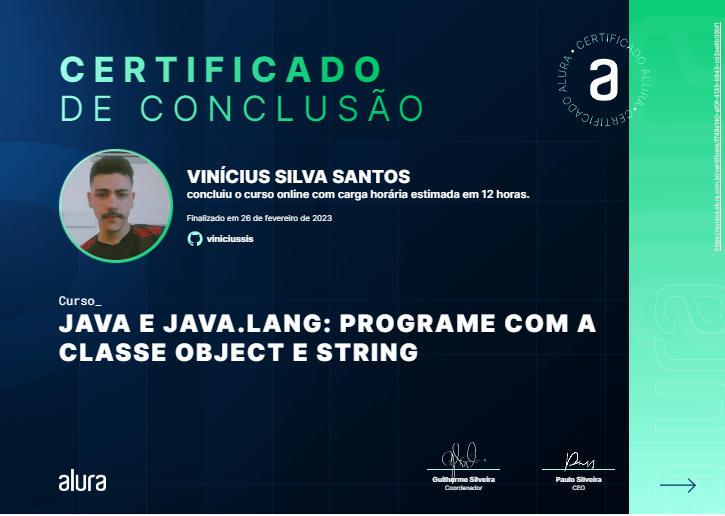 CERTIFICADO
DE CONCLUSÃO
CERTIFICADO ALURA • CERTIFICADO ALURA •
a
VINÍCIUS SILVA SANTOS
concluiu o curso online com carga horária estimada em 12 horas.
Finalizado em 26 de fevereiro de 2023
viniciussis
Curso_
JAVA E JAVA.LANG: PROGRAME COM A
CLASSE OBJECT E STRING
alura
Guilherme Silveira
Coordenador
Paulo Silveira
CEO
alura